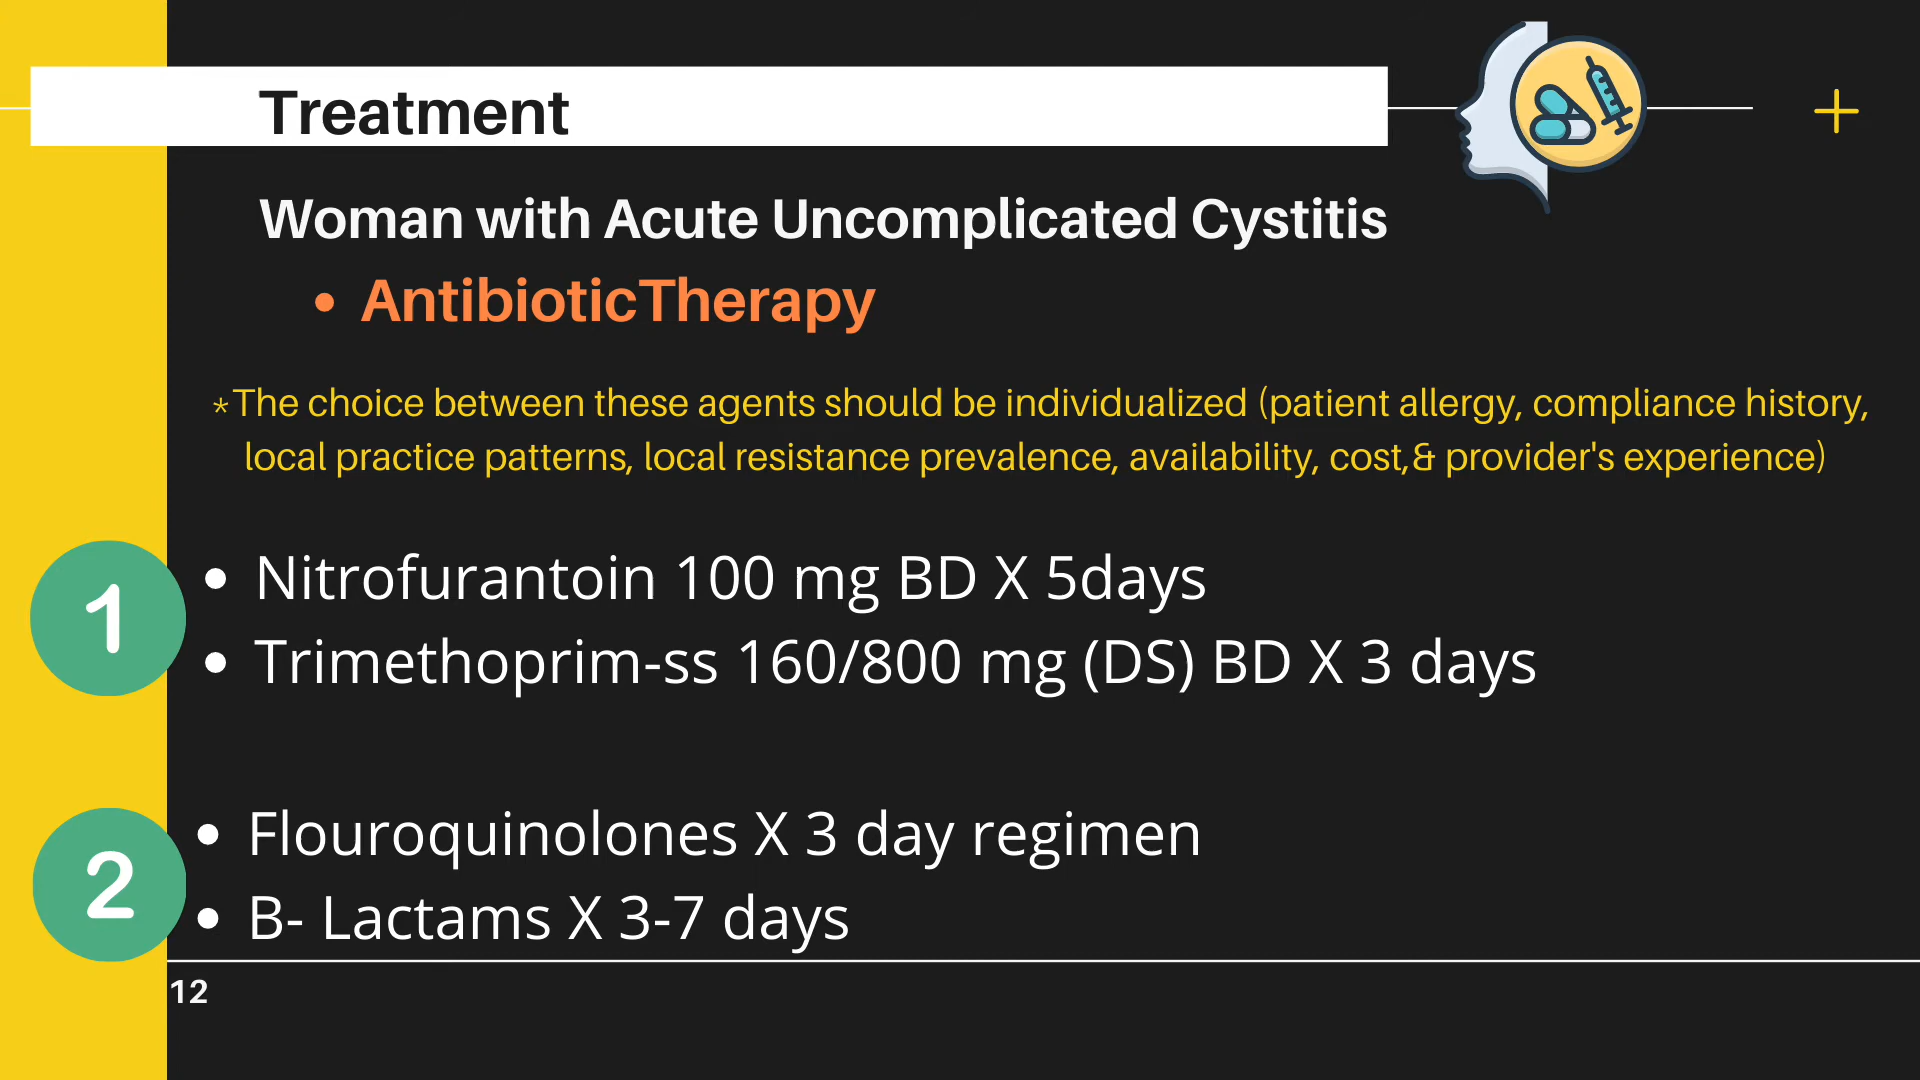 Treatment
Woman with Acute Uncomplicated Cystitis
• AntibioticTherapy
*The choice between these agents should be individualized (patient allergy, compliance history,
local practice patterns, local resistance prevalence, availability, cost,& provider's experience)
1
• Nitrofurantoin 100 mg BD X 5days
• Trimethoprim-ss 160/800 mg (DS) BD X 3 days
2
• Flouroquinolones X 3 day regimen
• B- Lactams X 3-7 days
12